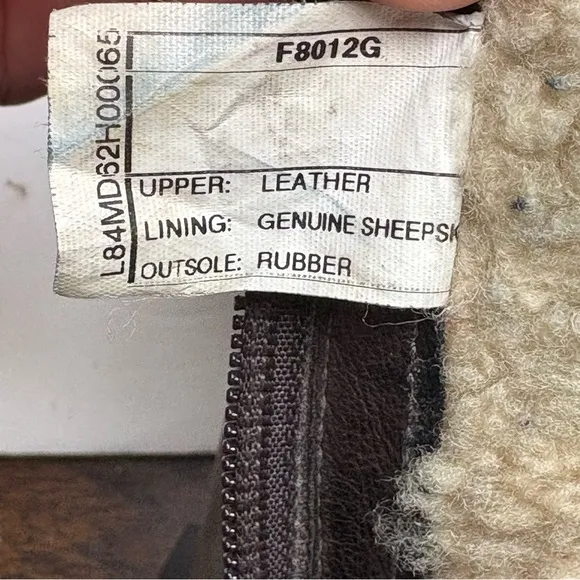 F8012G
UPPER: LEATHER
LINING: GENUINE SHEEPSK
OUTSOLE: RUBBER
L84MD62H00065